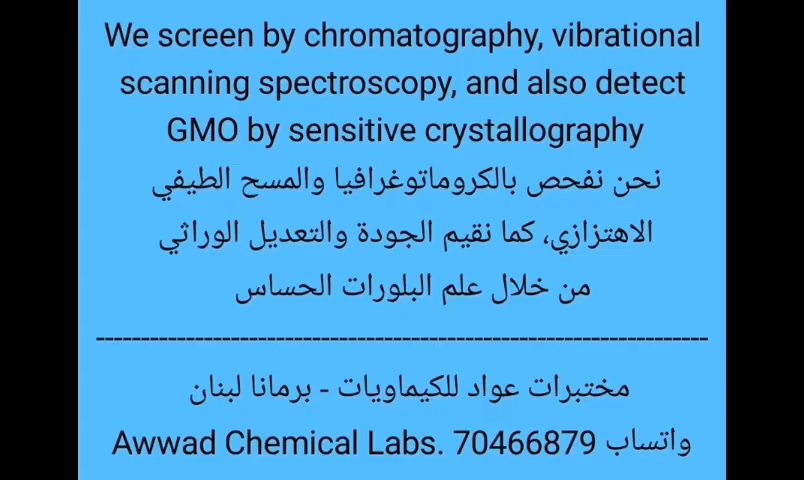 We screen by chromatography, vibrational
scanning spectroscopy, and also detect
GMO by sensitive crystallography
نحن نفحص بالكروماتوغرافيا والمسح الطيفي
الاهتزازي، كما نقيم الجودة والتعديل الوراثي
من خلال علم البلورات الحساس
--------------------------------------------------------------------
مختبرات عواد للكيماويات - برمانا لبنان
Awwad Chemical Labs. 70466879 واتساب